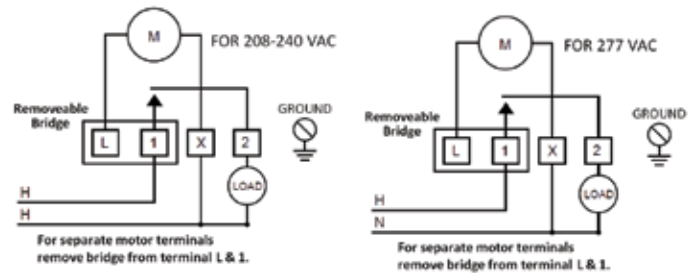 M
FOR 208-240 VAC
Removeable
Bridge
GROUND
L 1 X 2
LOAD
H
H
For separate motor terminals
remove bridge from terminal L & 1.
M
FOR 277 VAC
Removeable
Bridge
GROUND
L 1 X 2
LOAD
H
N
For separate motor terminals
remove bridge from terminal L & 1.